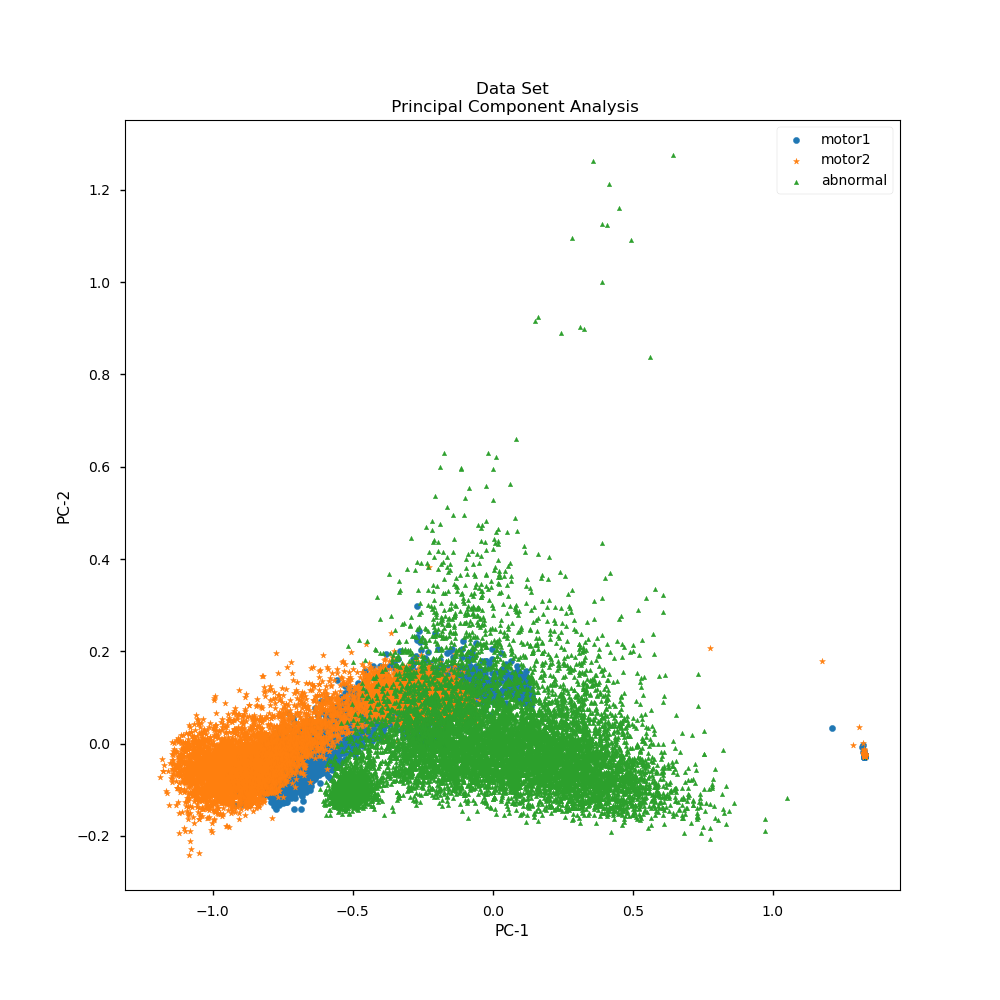 Data Set
Principal Component Analysis
motor1
motor2
abnormal
1.2
1.0
0.8
0.6
0.4
0.2
0.0
−0.2
PC-2
−1.0
−0.5
0.0
0.5
1.0
PC-1